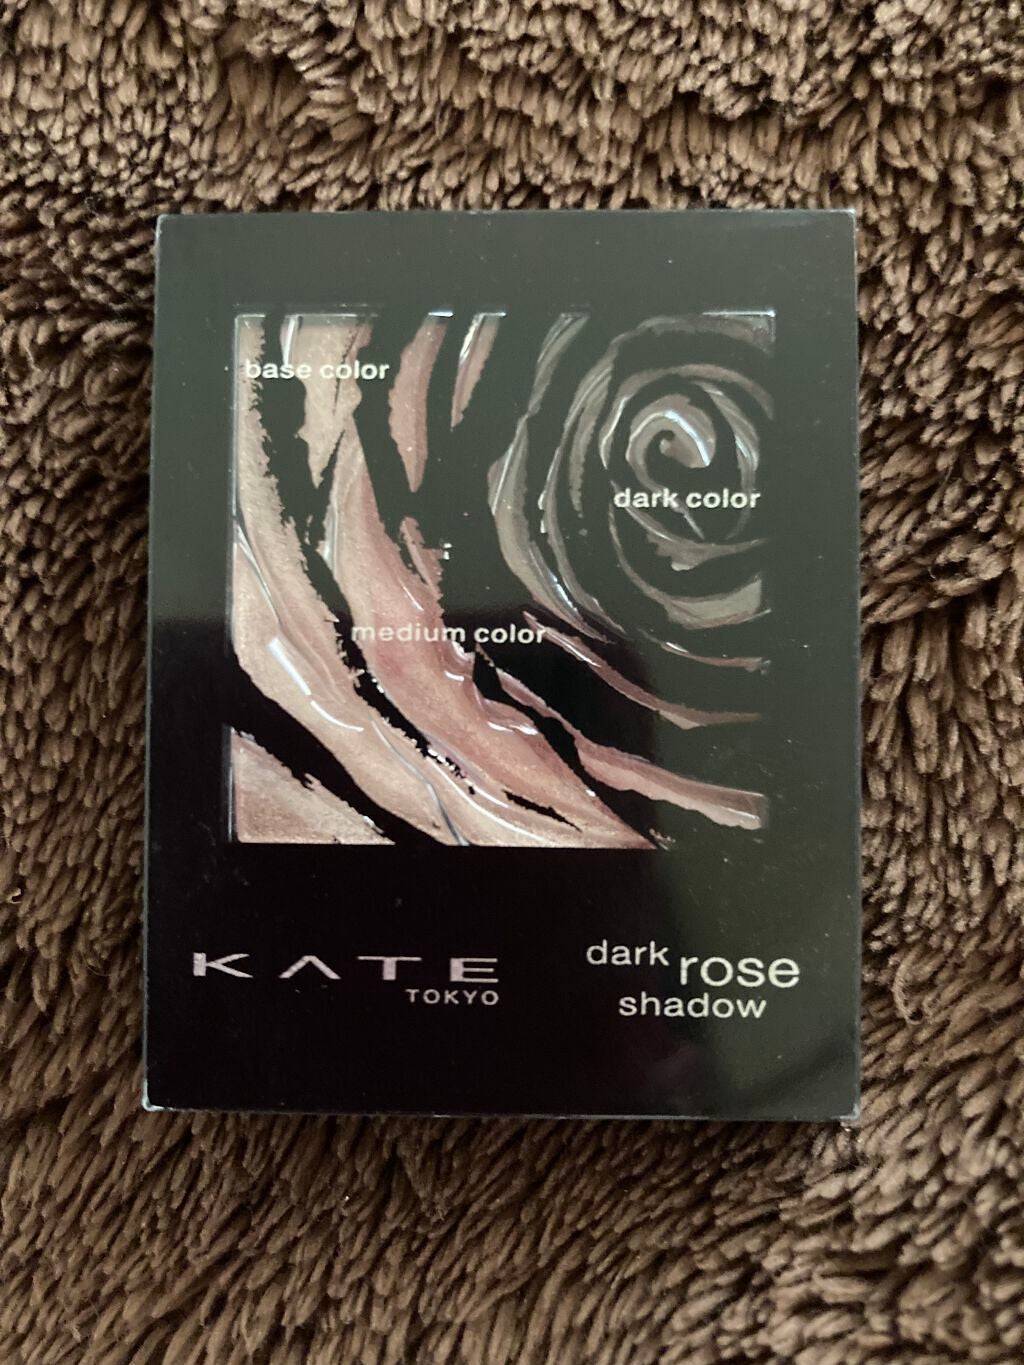 base color
dark color
medium color
KATE
TOKYO
dark rose
shadow